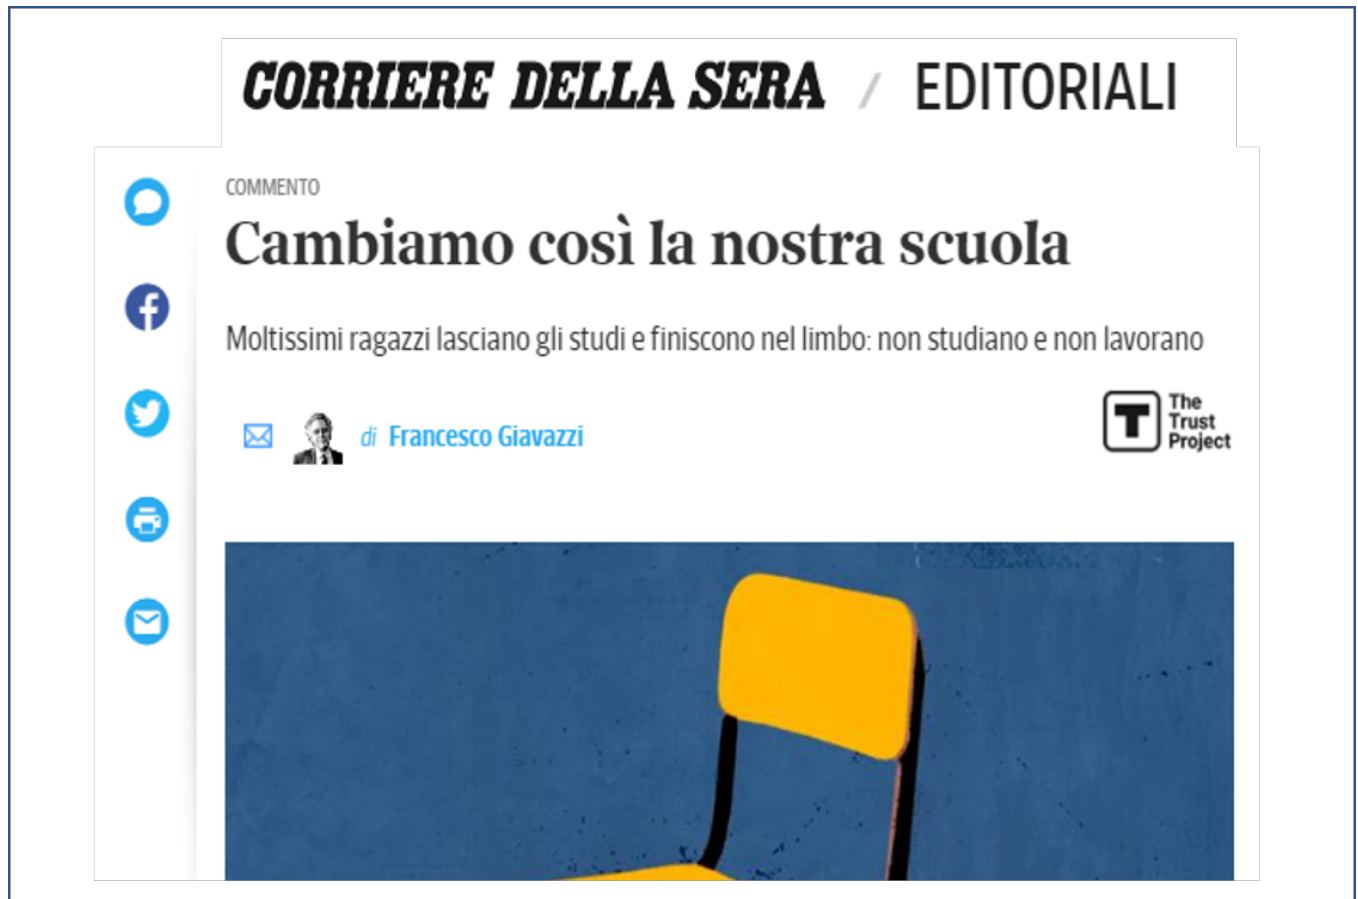 CORRIERE DELLA SERA / EDITORIALI
COMMENTO
Cambiamo così la nostra scuola
Moltissimi ragazzi lasciano gli studi e finiscono nel limbo: non studiano e non lavorano
di Francesco Giavazzi
T The
Trust
Project